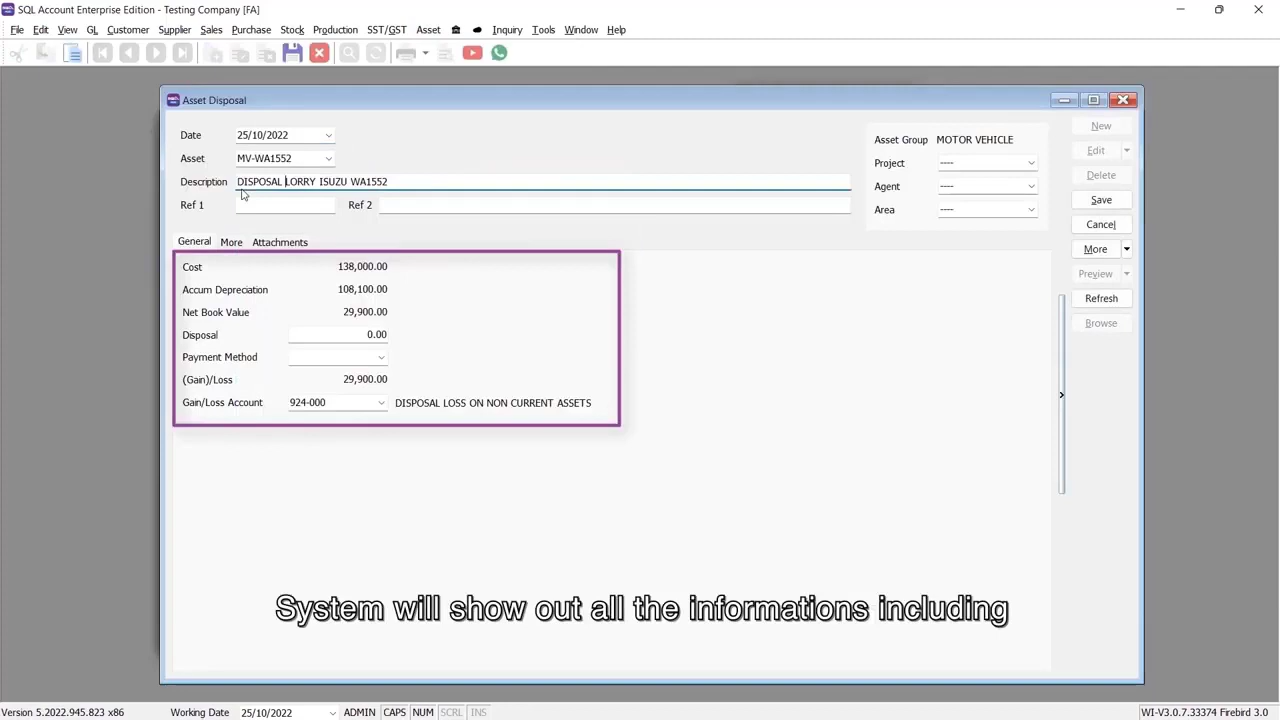 SQL Account Enterprise Edition - Testing Company [FA]
File Edit View GL Customer Supplier Sales Purchase Stock Production SST/GST Asset Inquiry Tools Window Help
Asset Disposal
Date 25/10/2022
Asset MV-WA1552
Description DISPOSAL LORRY ISUZU WA1552
Ref 1 Ref 2
Asset Group MOTOR VEHICLE
Project ----
Agent ----
Area ----
New
Edit
Delete
Save
Cancel
More
Preview
Refresh
Browse
General More Attachments
Cost 138,000.00
Accum Depreciation 108,100.00
Net Book Value 29,900.00
Disposal 0.00
Payment Method
(Gain)/Loss 29,900.00
Gain/Loss Account 924-000 DISPOSAL LOSS ON NON CURRENT ASSETS
System will show out all the informations including
Version 5.2022.945.823 x86 Working Date 25/10/2022 ADMIN CAPS NUM SCRL INS WI-V3.0.7.33374 Firebird 3.0